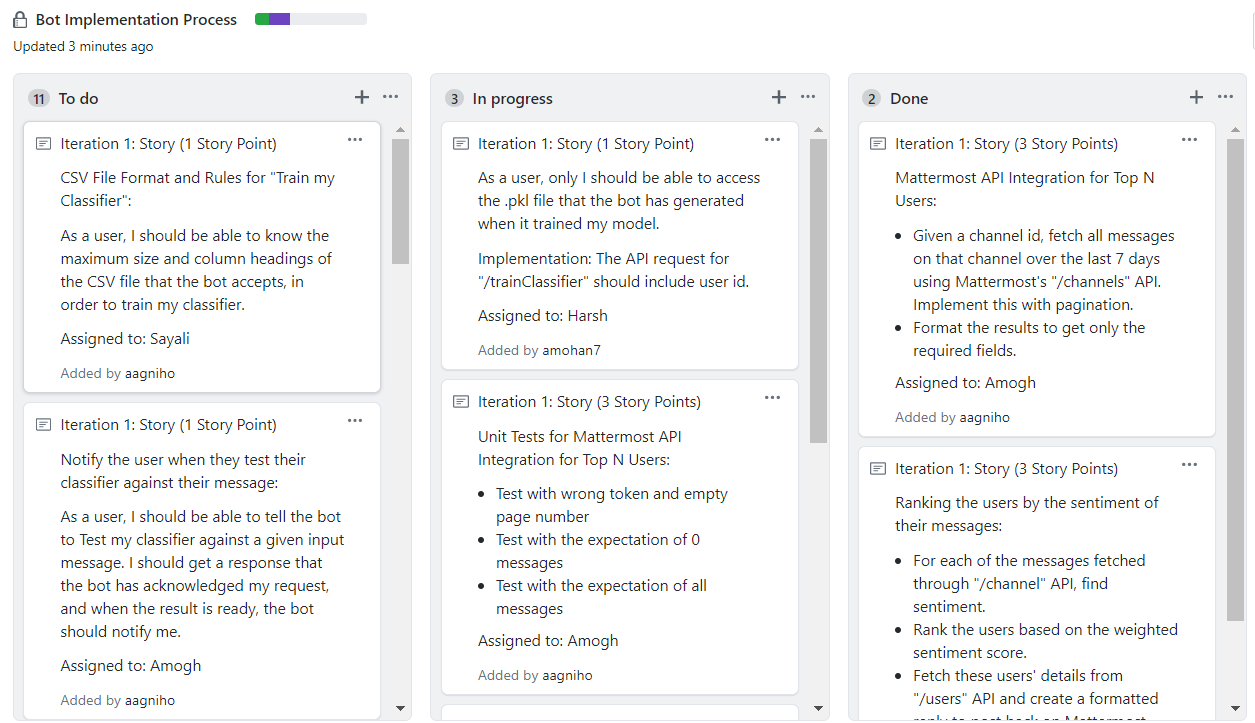 Bot Implementation Process
Updated 3 minutes ago
11 To do
Iteration 1: Story (1 Story Point)
CSV File Format and Rules for "Train my
Classifier":
As a user, I should be able to know the
maximum size and column headings of
the CSV file that the bot accepts, in
order to train my classifier.
Assigned to: Sayali
Added by aagniho
Iteration 1: Story (1 Story Point)
Notify the user when they test their
classifier against their message:
As a user, I should be able to tell the bot
to Test my classifier against a given input
message. I should get a response that
the bot has acknowledged my request,
and when the result is ready, the bot
should notify me.
Assigned to: Amogh
Added by aagniho
3 In progress
Iteration 1: Story (1 Story Point)
As a user, only I should be able to access
the .pkl file that the bot has generated
when it trained my model.
Implementation: The API request for
"/trainClassifier" should include user id.
Assigned to: Harsh
Added by amohan7
Iteration 1: Story (3 Story Points)
Unit Tests for Mattermost API
Integration for Top N Users:
Test with wrong token and empty
page number
Test with the expectation of 0
messages
Test with the expectation of all
messages
Assigned to: Amogh
Added by aagniho
2 Done
Iteration 1: Story (3 Story Points)
Mattermost API Integration for Top N
Users:
Given a channel id, fetch all messages
on that channel over the last 7 days
using Mattermost's "/channels" API.
Implement this with pagination.
Format the results to get only the
required fields.
Assigned to: Amogh
Added by aagniho
Iteration 1: Story (3 Story Points)
Ranking the users by the sentiment of
their messages:
For each of the messages fetched
through "/channel" API, find
sentiment.
Rank the users based on the weighted
sentiment score.
Fetch these users' details from
"/users" API and create a formatted
reply to post back on Mattermost